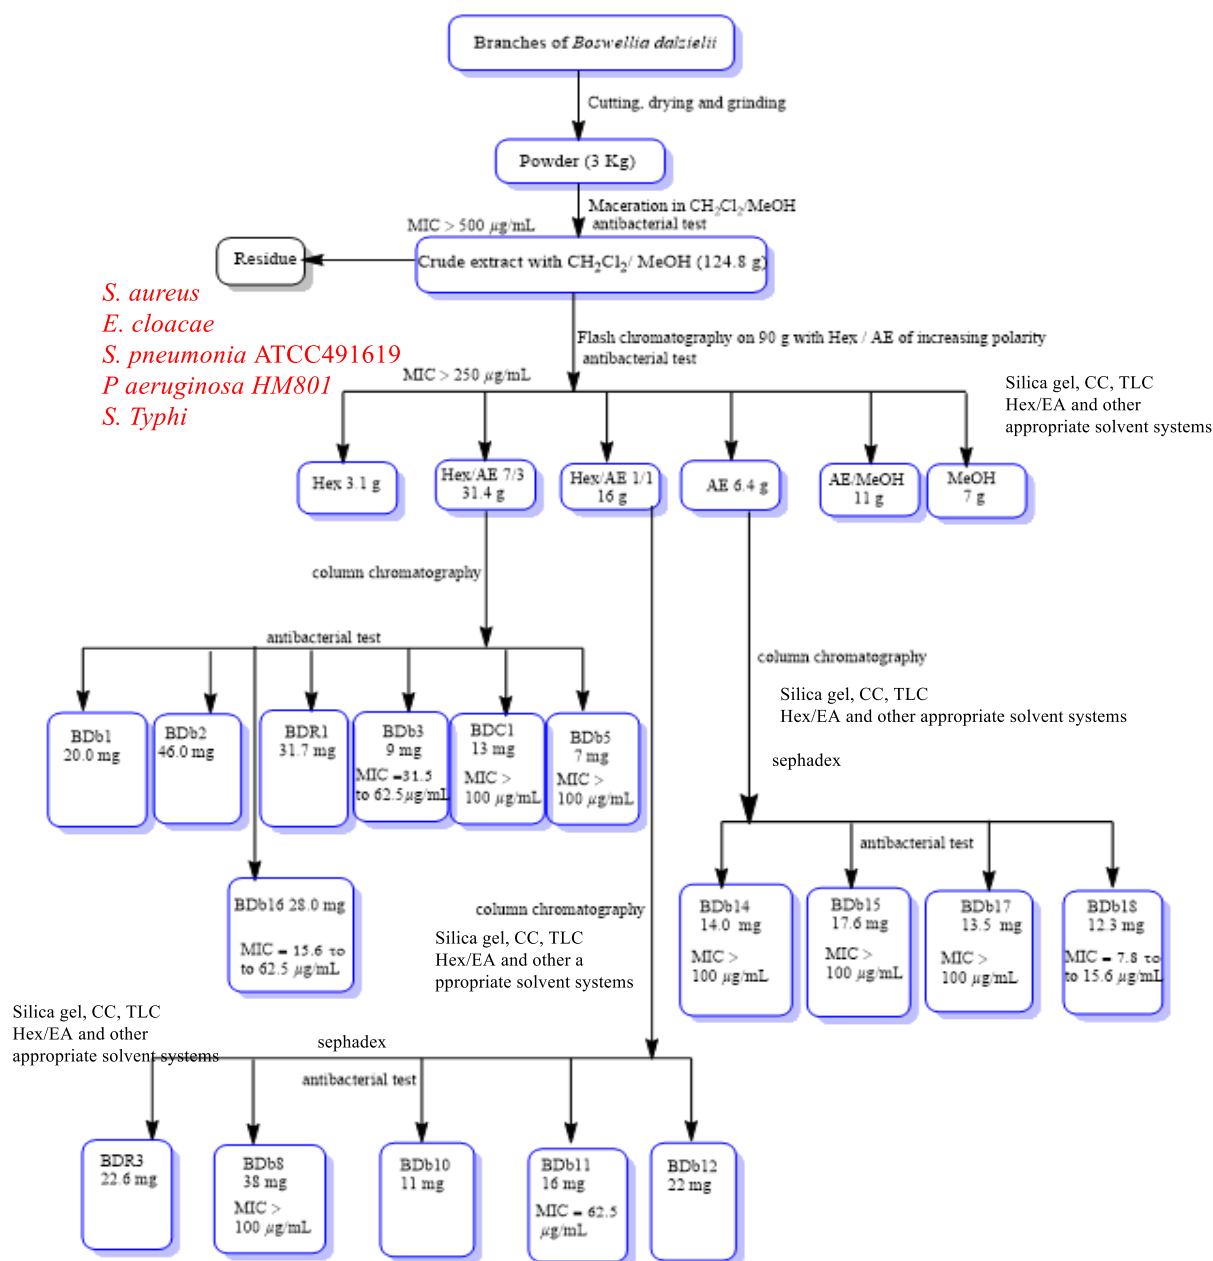 Branches of Boswellia dalzielii
Cutting, drying and grinding
Powder (3 Kg)
Maceration in CH₂Cl₂/MeOH
antibacterial test
MIC > 500 µg/mL
Residue
Crude extract with CH₂Cl₂/ MeOH (124.8 g)
S. aureus
E. cloacae
S. pneumonia ATCC491619
P aeruginosa HM801
S. Typhi
Flash chromatography on 90 g with Hex / AE of increasing polarity
antibacterial test
MIC > 250 µg/mL
Silica gel, CC, TLC
Hex/EA and other
appropriate solvent systems
Hex 3.1 g
Hex/AE 7/3
31.4 g
Hex/AE 1/1
16 g
AE 6.4 g
AE/MeOH
11 g
MeOH
7 g
column chromatography
antibacterial test
BDb1
20.0 mg
BDb2
46.0 mg
BDR1
31.7 mg
BDb3
9 mg
MIC =31.5
to 62.5µg/mL
BDC1
13 mg
MIC >
100 µg/mL
BDb5
7 mg
MIC >
100 µg/mL
column chromatography
Silica gel, CC, TLC
Hex/EA and other appropriate solvent systems
sephadex
antibacterial test
BDb14
14.0 mg
MIC >
100 µg/mL
BDb15
17.6 mg
MIC >
100 µg/mL
BDb17
13.5 mg
MIC >
100 µg/mL
BDb18
12.3 mg
MIC = 7.8 το
to 15.6 µg/mL
BDb16 28.0 mg
MIC = 15.6 το
to 62.5 µg/mL
column chromatography
Silica gel, CC, TLC
Hex/EA and other a
ppropriate solvent systems
Silica gel, CC, TLC
Hex/EA and other
appropriate solvent systems
sephadex
antibacterial test
BDR3
22.6 mg
BDb8
38 mg
MIC >
100 µg/mL
BDb10
11 mg
BDb11
16 mg
MIC = 62.5
µg/mL
BDb12
22 mg